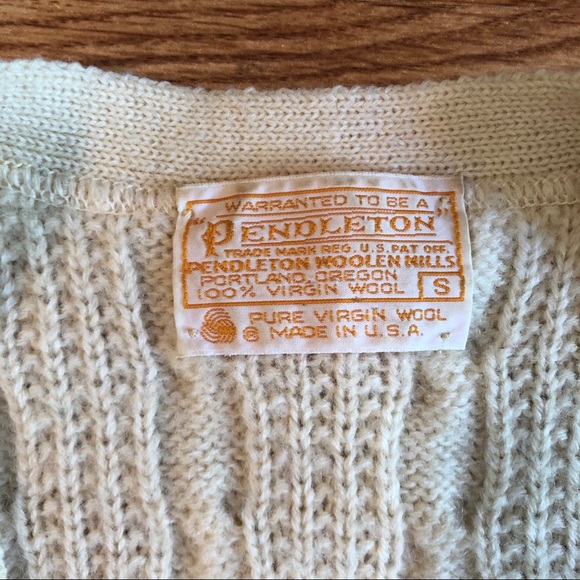 WARRANTED TO BE A
"PENDLETON"
TRADE MARK REG. U.S. PAT. OFF.
PENDLETON WOOLEN MILLS
PORTLAND, OREGON
100% VIRGIN WOOL S
® PURE VIRGIN WOOL
MADE IN U.S.A.